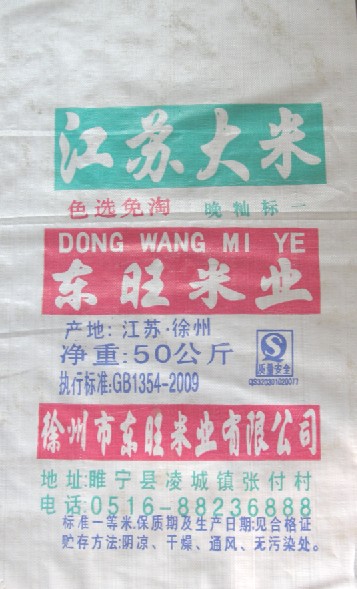 江苏大米
色选免淘 晚籼标一
DONG WANG MI YE
东旺米业
产地:江苏·徐州
净重:50公斤
质量安全
执行标准:GB1354-2009
徐州市东旺米业有限公司
地址:睢宁县凌城镇张付村
电话:0516-88236888
标准一等米.保质期及生产日期:见合格证
贮存方法:阴凉、干燥、通风、无污染处。